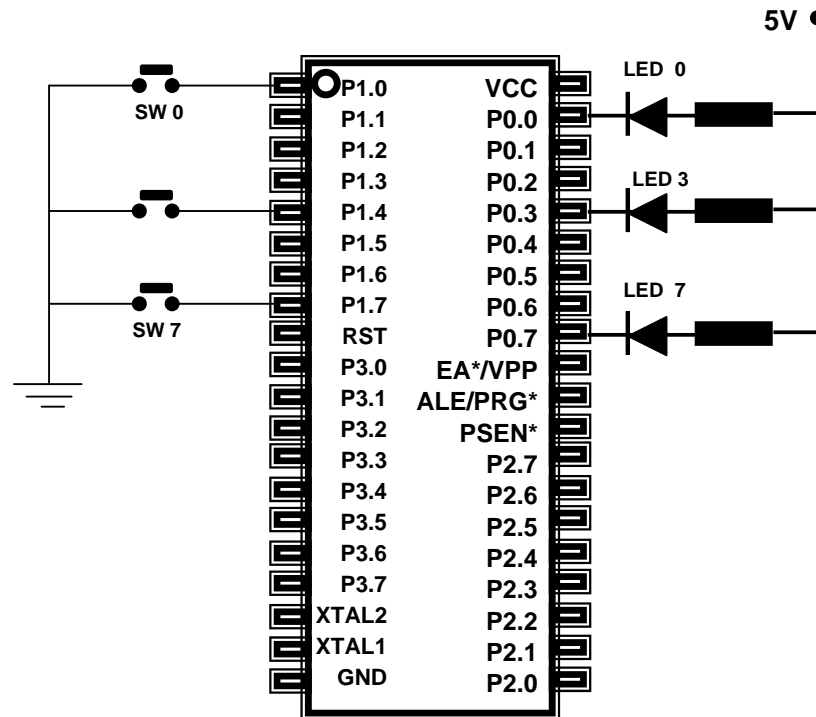 5V
LED 0
SW 0
P1.0 VCC
P1.1 P0.0
P1.2 P0.1
P1.3 P0.2
LED 3
P1.4 P0.3
P1.5 P0.4
P1.6 P0.5
LED 7
P1.7 P0.6
SW 7
RST P0.7
P3.0 EA*/VPP
P3.1 ALE/PRG*
P3.2 PSEN*
P3.3 P2.7
P3.4 P2.6
P3.5 P2.5
P3.6 P2.4
P3.7 P2.3
XTAL2 P2.2
XTAL1 P2.1
GND P2.0